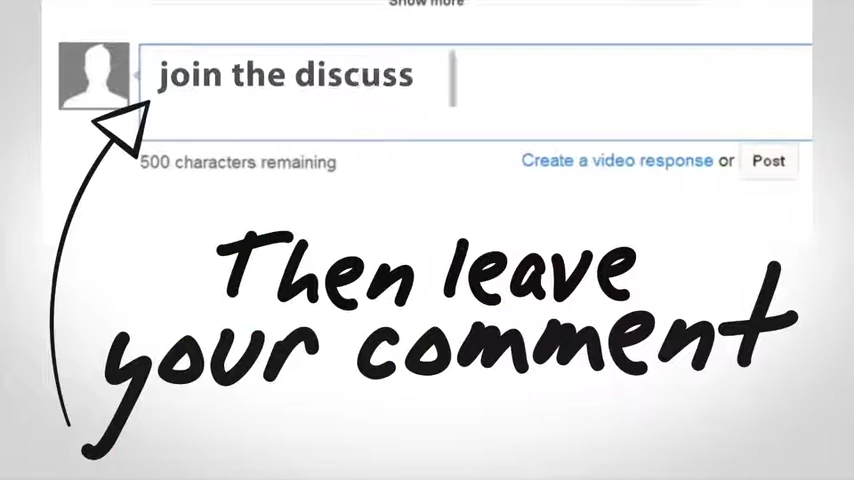 Show more
join the discuss
500 characters remaining
Create a video response or Post
Then leave
your comment